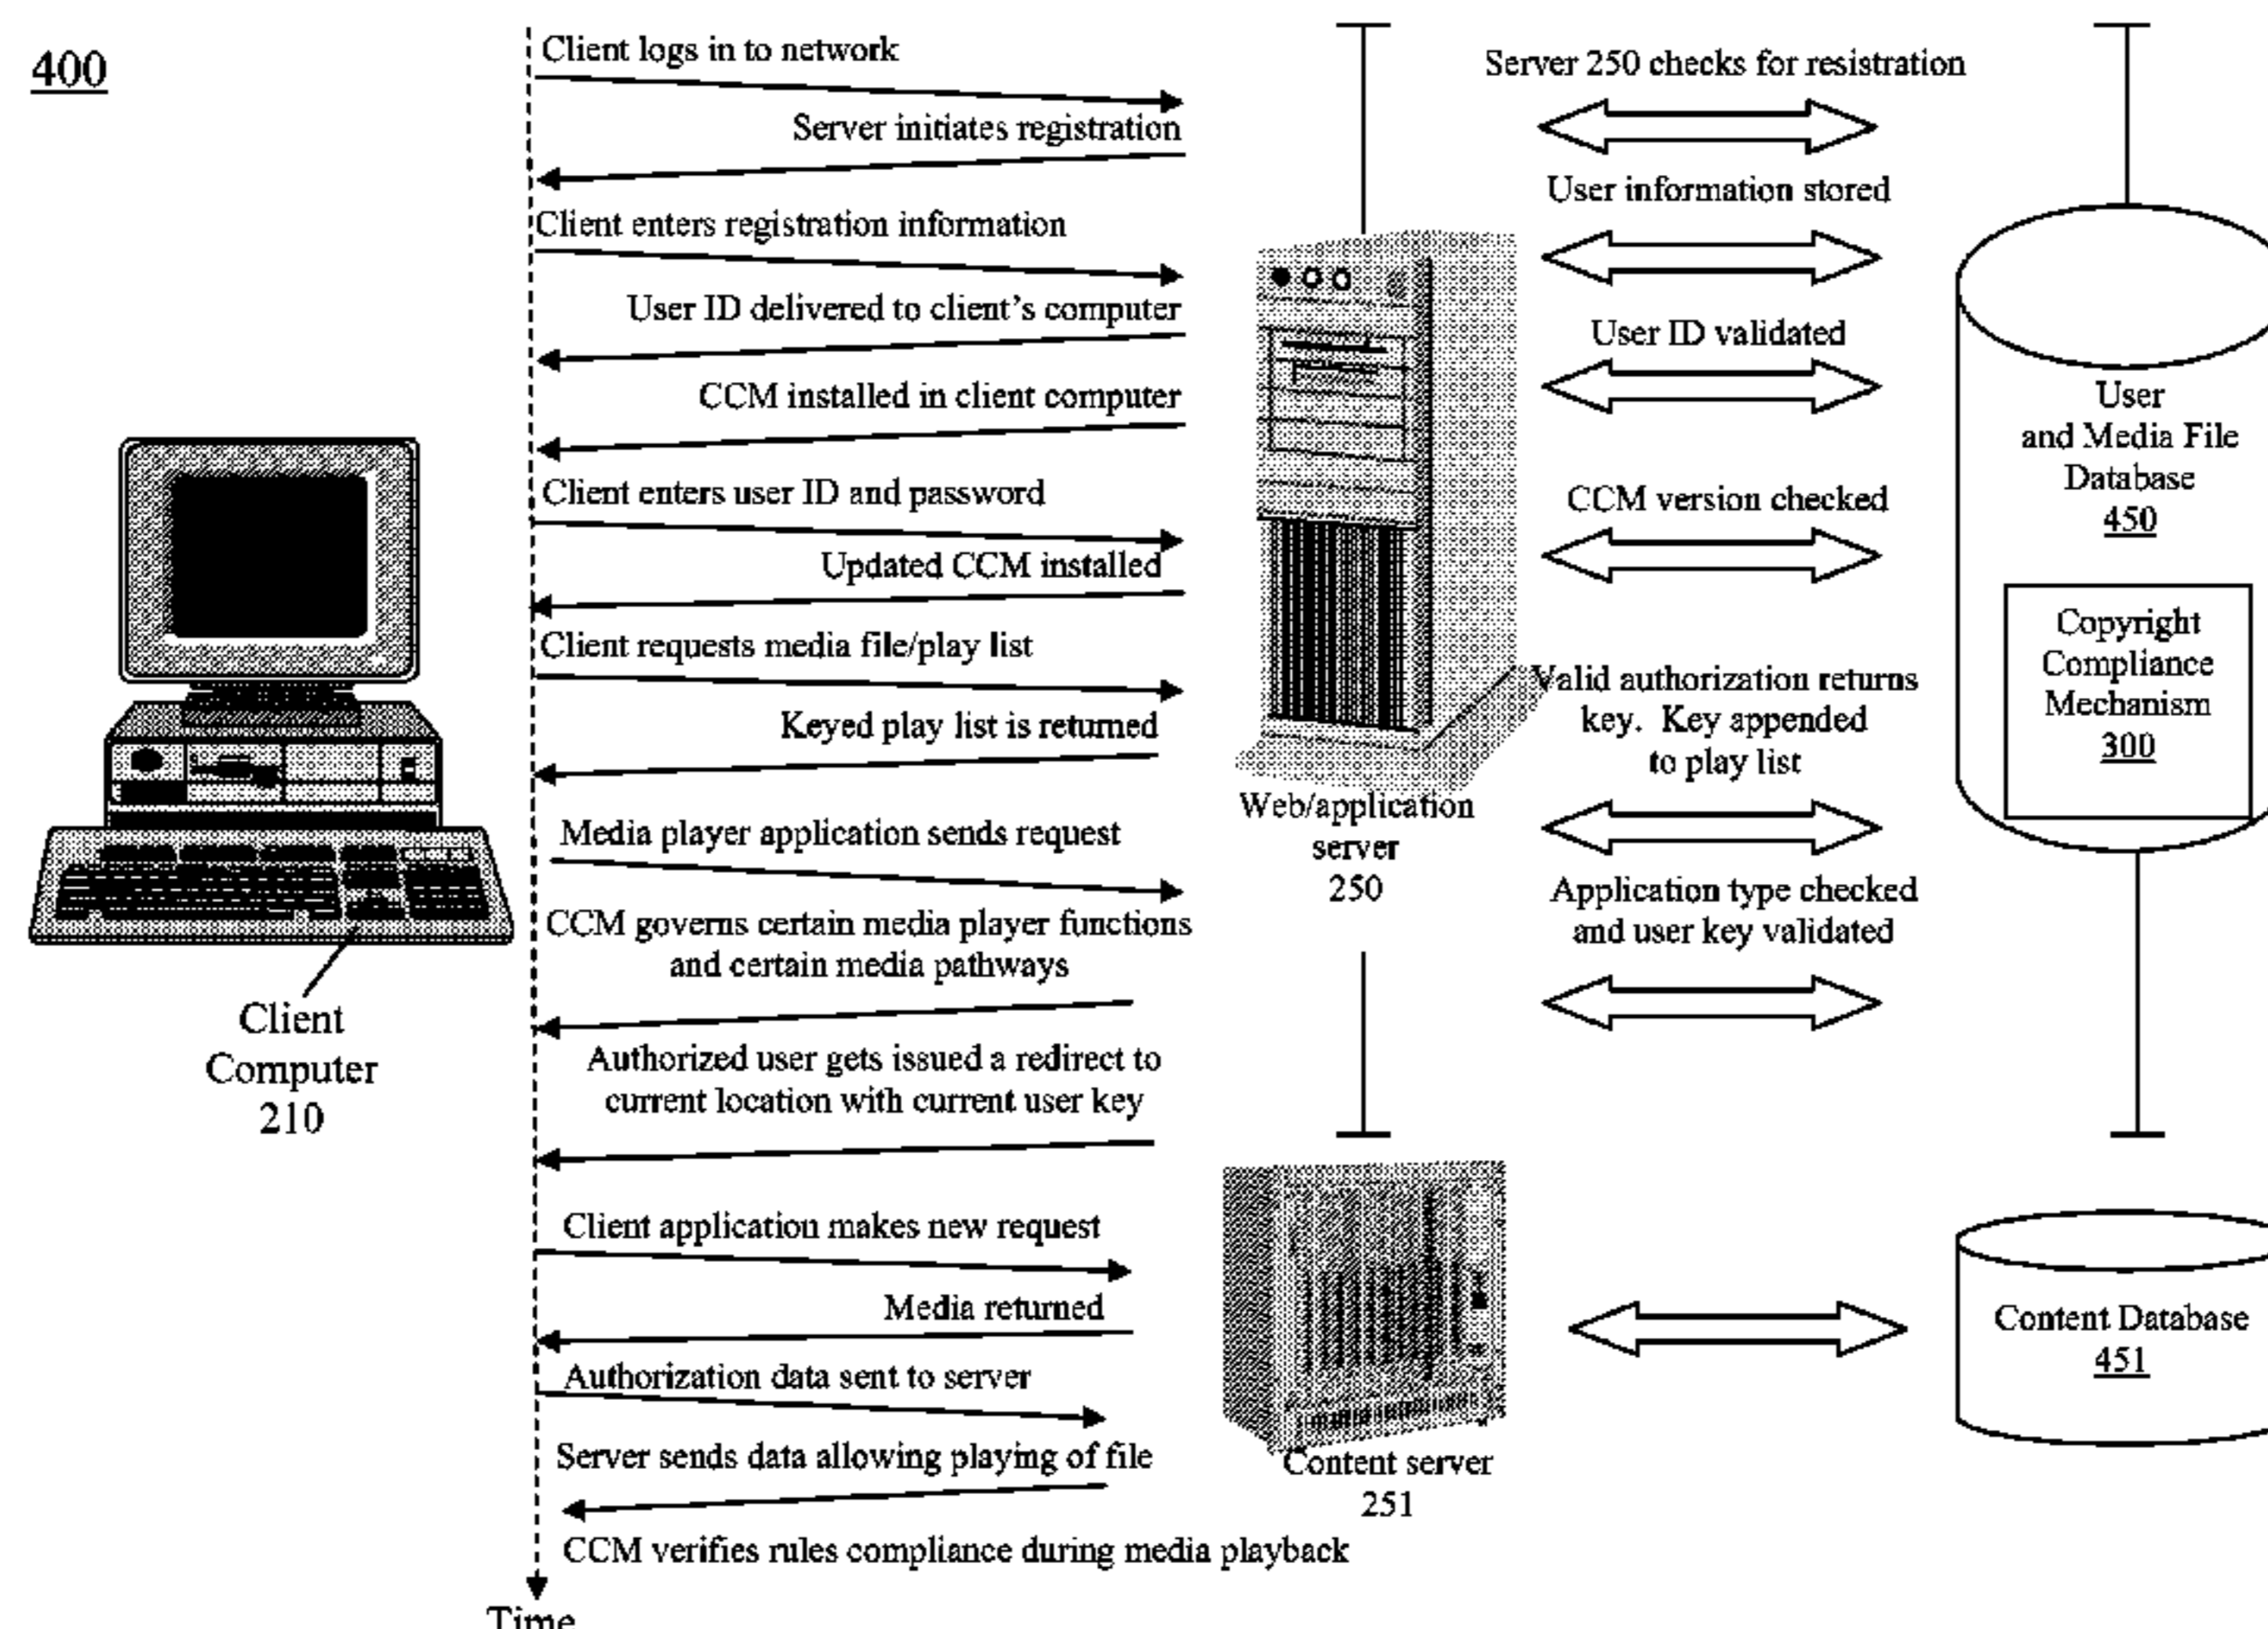 400
Client logs in to network
Server initiates registration
Client enters registration information
User ID delivered to client's computer
CCM installed in client computer
Client enters user ID and password
Updated CCM installed
Client requests media file/play list
Keyed play list is returned
Media player application sends request
CCM governs certain media player functions
and certain media pathways
Authorized user gets issued a redirect to
current location with current user key
Client application makes new request
Media returned
Authorization data sent to server
Server sends data allowing playing of file
CCM verifies rules compliance during media playback
Time
Client
Computer
210
Web/application
server
250
Content server
251
Server 250 checks for resistration
User information stored
User ID validated
CCM version checked
Valid authorization returns
key. Key appended
to play list
Application type checked
and user key validated
User
and Media File
Database
450
Copyright
Compliance
Mechanism
300
Content Database
451